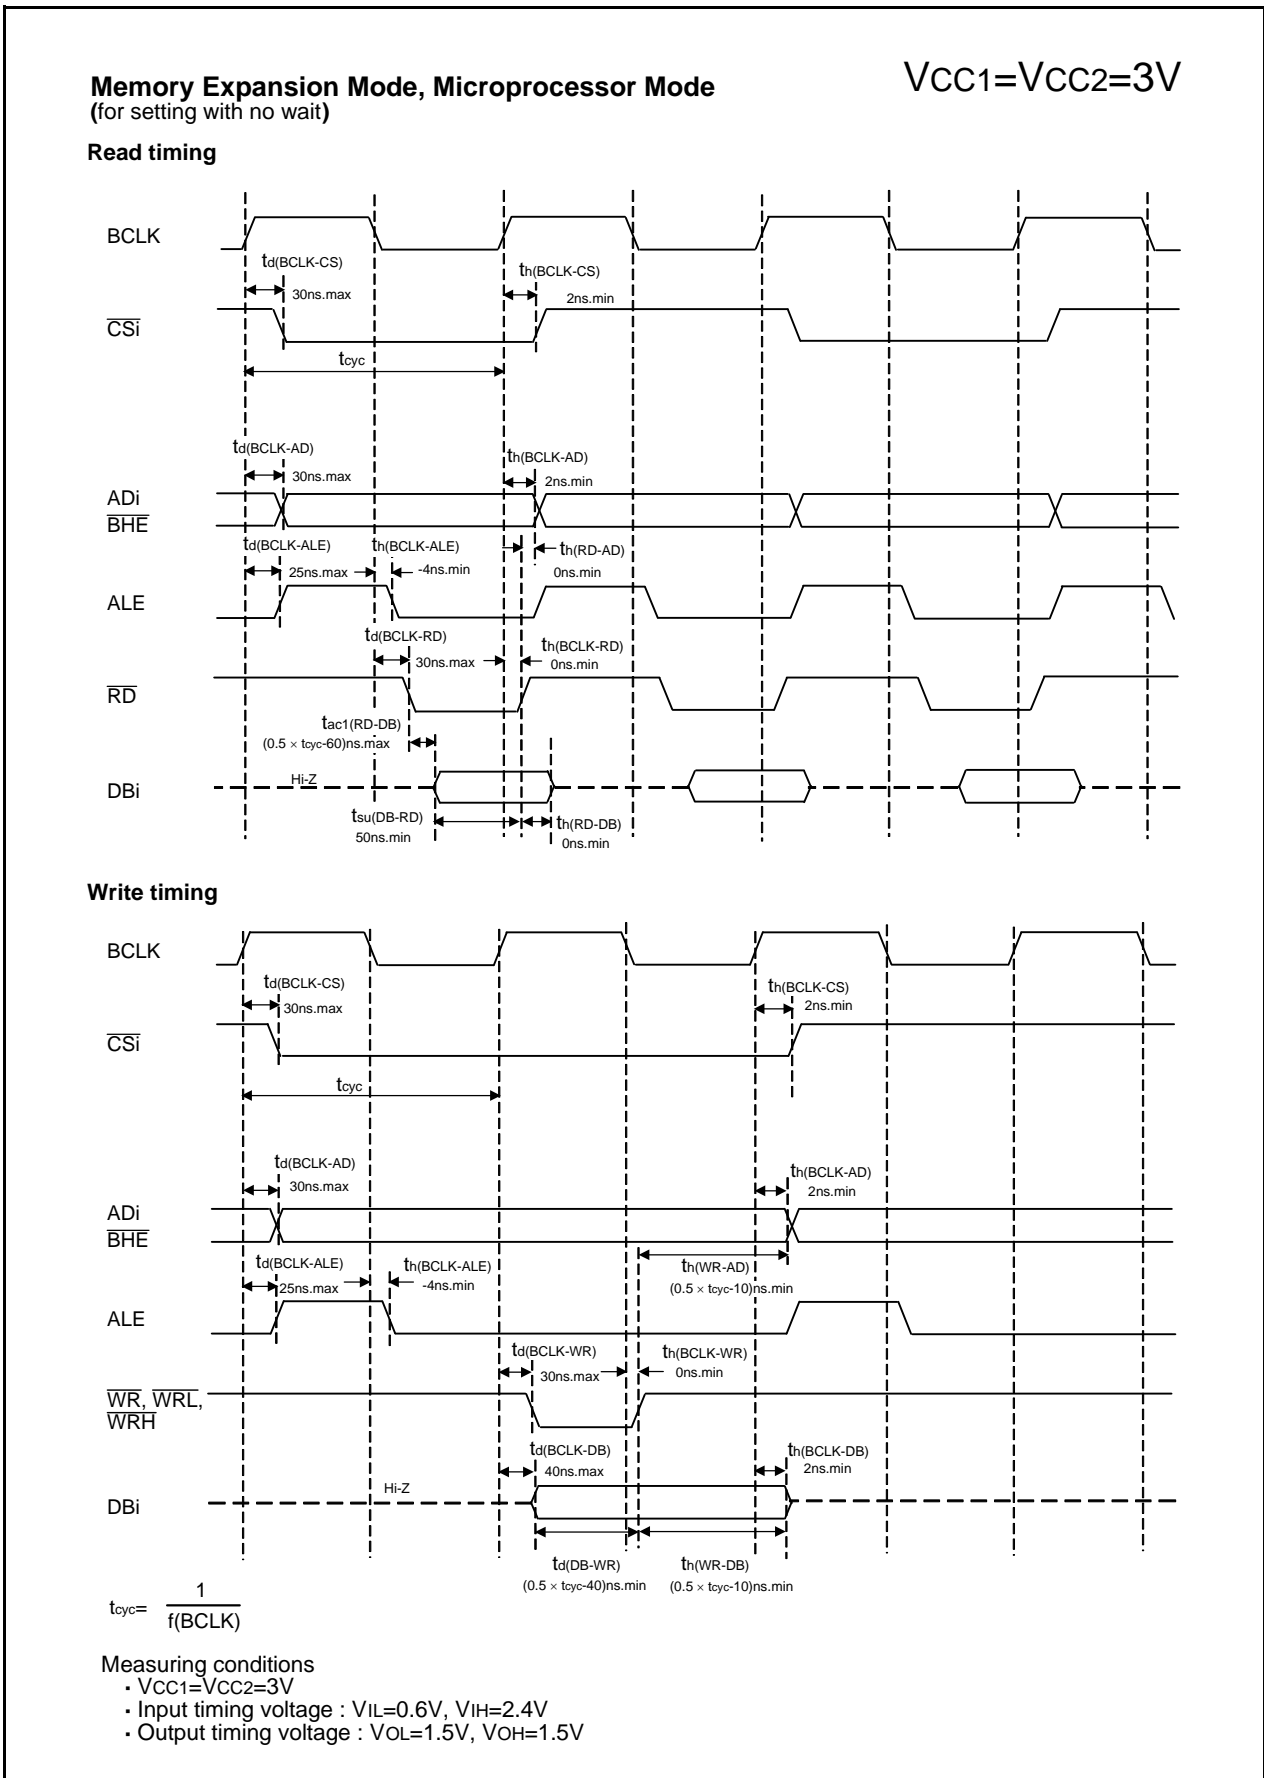 Memory Expansion Mode, Microprocessor Mode
VCC1=VCC2=3V
(for setting with no wait)
Read timing
BCLK
td(BCLK-CS)
30ns.max
th(BCLK-CS)
2ns.min
CSi
tcyc
td(BCLK-AD)
30ns.max
th(BCLK-AD)
2ns.min
ADi
BHE
td(BCLK-ALE)
25ns.max
th(BCLK-ALE)
-4ns.min
th(RD-AD)
0ns.min
ALE
td(BCLK-RD)
30ns.max
th(BCLK-RD)
0ns.min
RD
tac1(RD-DB)
(0.5 × tcyc-60)ns.max
Hi-Z
DBi
tsu(DB-RD)
50ns.min
th(RD-DB)
0ns.min
Write timing
BCLK
td(BCLK-CS)
30ns.max
th(BCLK-CS)
2ns.min
CSi
tcyc
td(BCLK-AD)
30ns.max
th(BCLK-AD)
2ns.min
ADi
BHE
td(BCLK-ALE)
25ns.max
th(BCLK-ALE)
-4ns.min
th(WR-AD)
(0.5 × tcyc-10)ns.min
ALE
td(BCLK-WR)
30ns.max
th(BCLK-WR)
0ns.min
WR, WRL,
WRH
td(BCLK-DB)
40ns.max
th(BCLK-DB)
2ns.min
Hi-Z
DBi
td(DB-WR)
(0.5 × tcyc-40)ns.min
th(WR-DB)
(0.5 × tcyc-10)ns.min
tcyc= 1
f(BCLK)
Measuring conditions
· VCC1=VCC2=3V
· Input timing voltage : VIL=0.6V, VIH=2.4V
· Output timing voltage : VOL=1.5V, VOH=1.5V